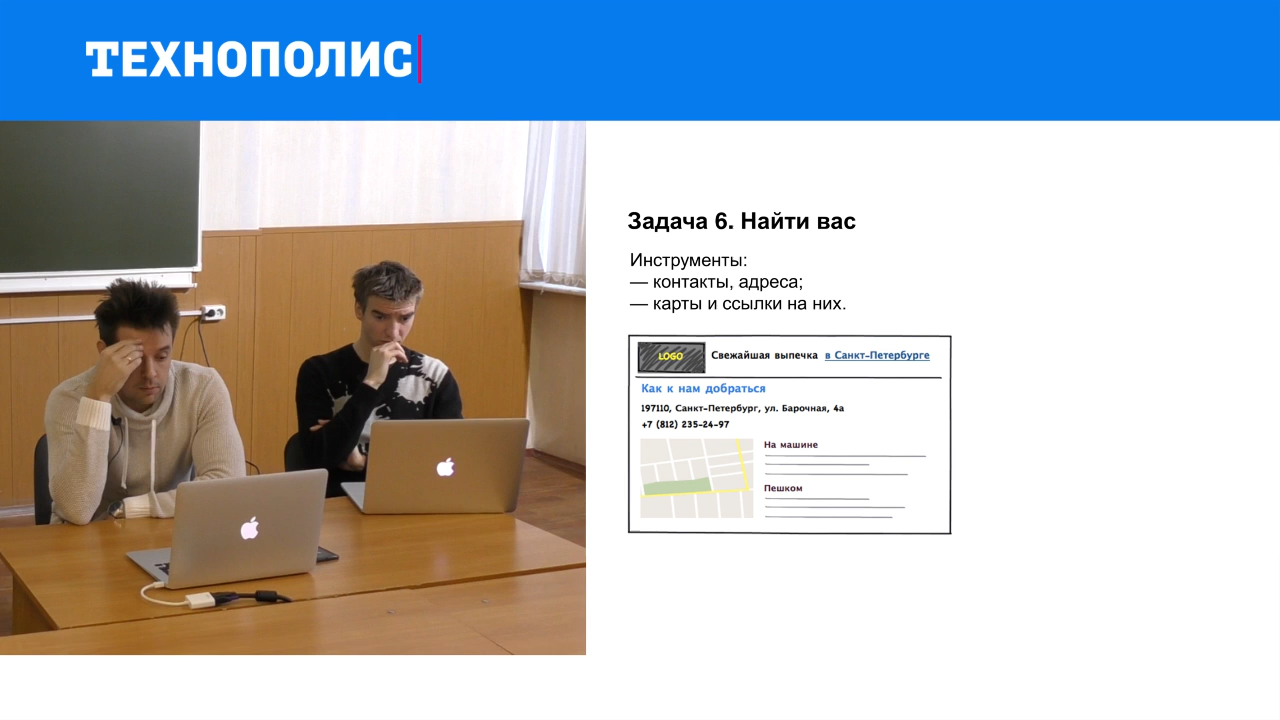 ТЕХНОПОЛИС
Задача 6. Найти вас
Инструменты:
— контакты, адреса;
— карты и ссылки на них.
LOGO Свежайшая выпечка в Санкт-Петербурге
Как к нам добраться
197110, Санкт-Петербург, ул. Барочная, 4а
+7 (812) 235-24-97
На машине
Пешком